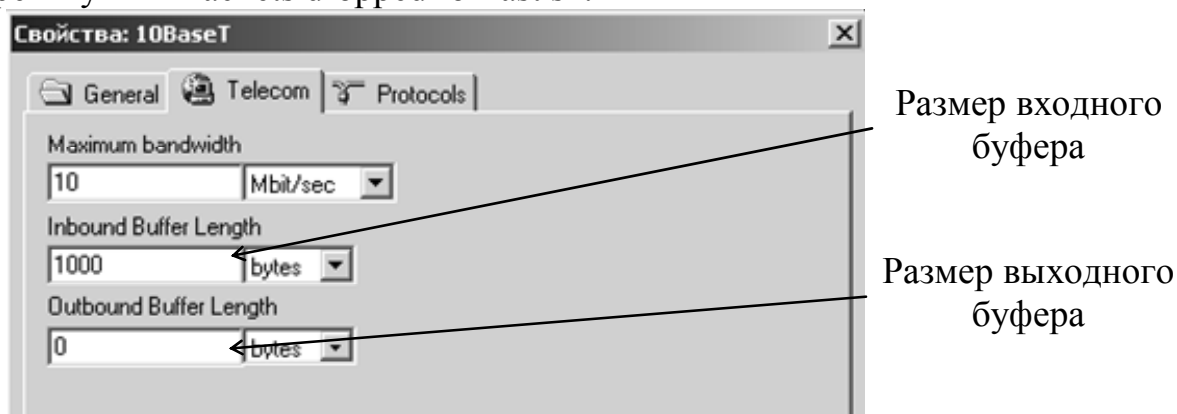 Свойства: 10BaseT
General Telecom Protocols
Размер входного
буфера
Maximum bandwidth
10 Mbit/sec
Inbound Buffer Length
1000 bytes
Размер выходного
буфера
Outbound Buffer Length
0 bytes